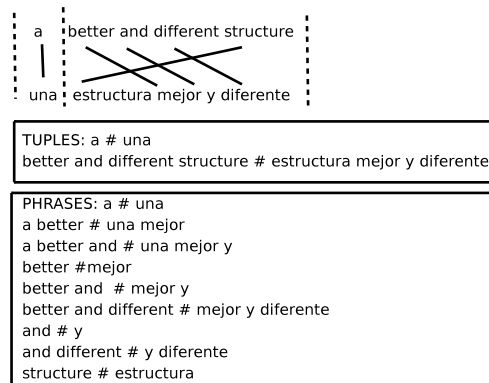 a better and different structure
una estructura mejor y diferente
TUPLES: a # una
better and different structure # estructura mejor y diferente
PHRASES: a # una
a better # una mejor
a better and # una mejor y
better #mejor
better and # mejor y
better and different # mejor y diferente
and # y
and different # y diferente
structure # estructura